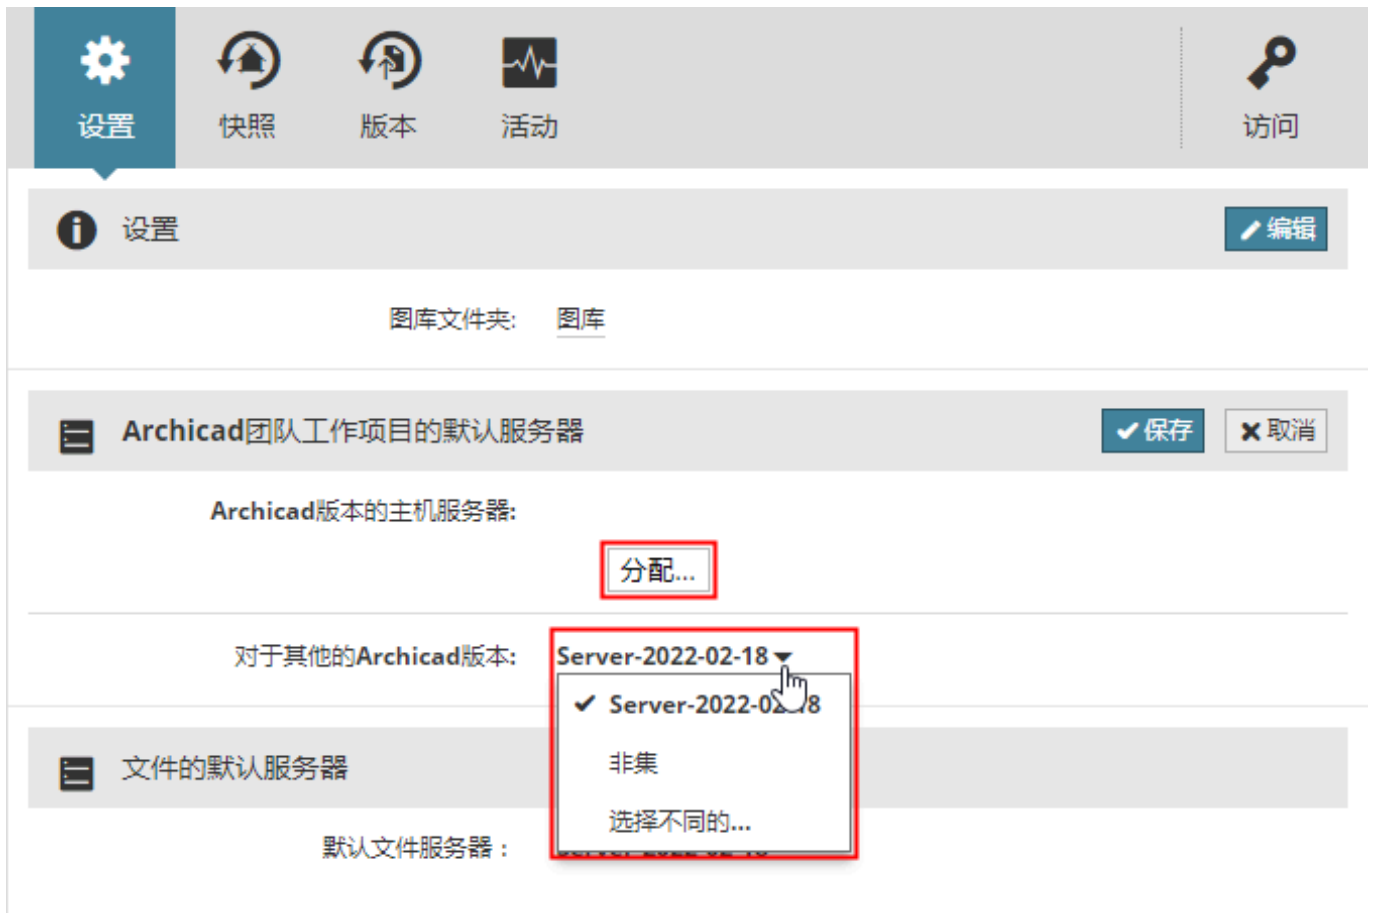 设置
快照
版本
活动
访问
设置
编辑
图库文件夹: 图库
Archicad团队工作项目的默认服务器
保存
取消
Archicad版本的主机服务器:
分配...
对于其他的Archicad版本: Server-2022-02-18
Server-2022-02-18
非集
选择不同的...
文件的默认服务器
默认文件服务器：